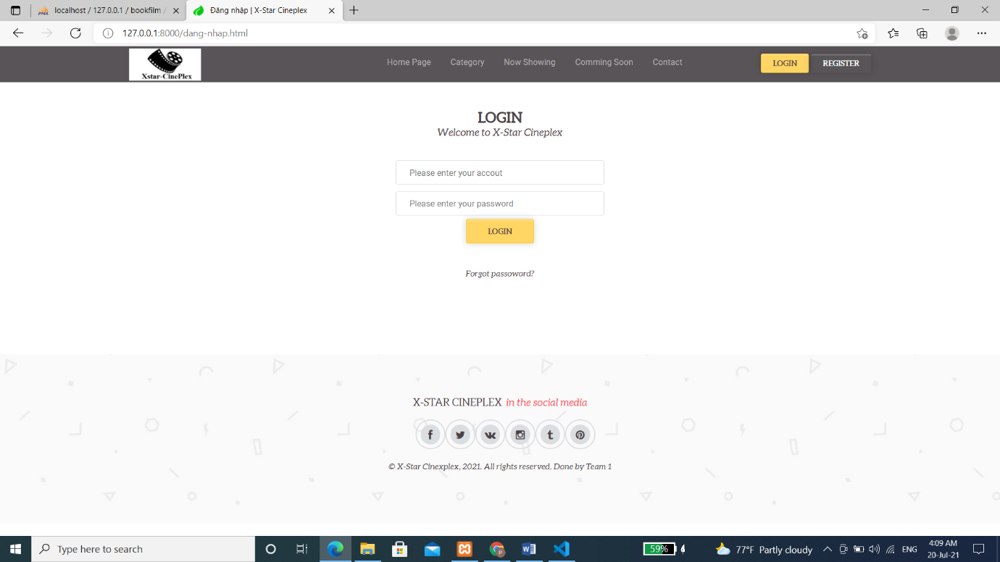 localhost / 127.0.0.1 / bookfilm /
Đăng nhập | X-Star Cineplex
127.0.0.1:8000/dang-nhap.html
Xstar-CinePlex
Home Page
Category
Now Showing
Comming Soon
Contact
LOGIN
REGISTER
LOGIN
Welcome to X-Star Cineplex
Please enter your accout
Please enter your password
LOGIN
Forgot passoword?
X-STAR CINEPLEX in the social media
© X-Star Cinexplex, 2021. All rights reserved. Done by Team 1
Type here to search
59%
77°F Partly cloudy
ENG
4:09 AM
20-Jul-21